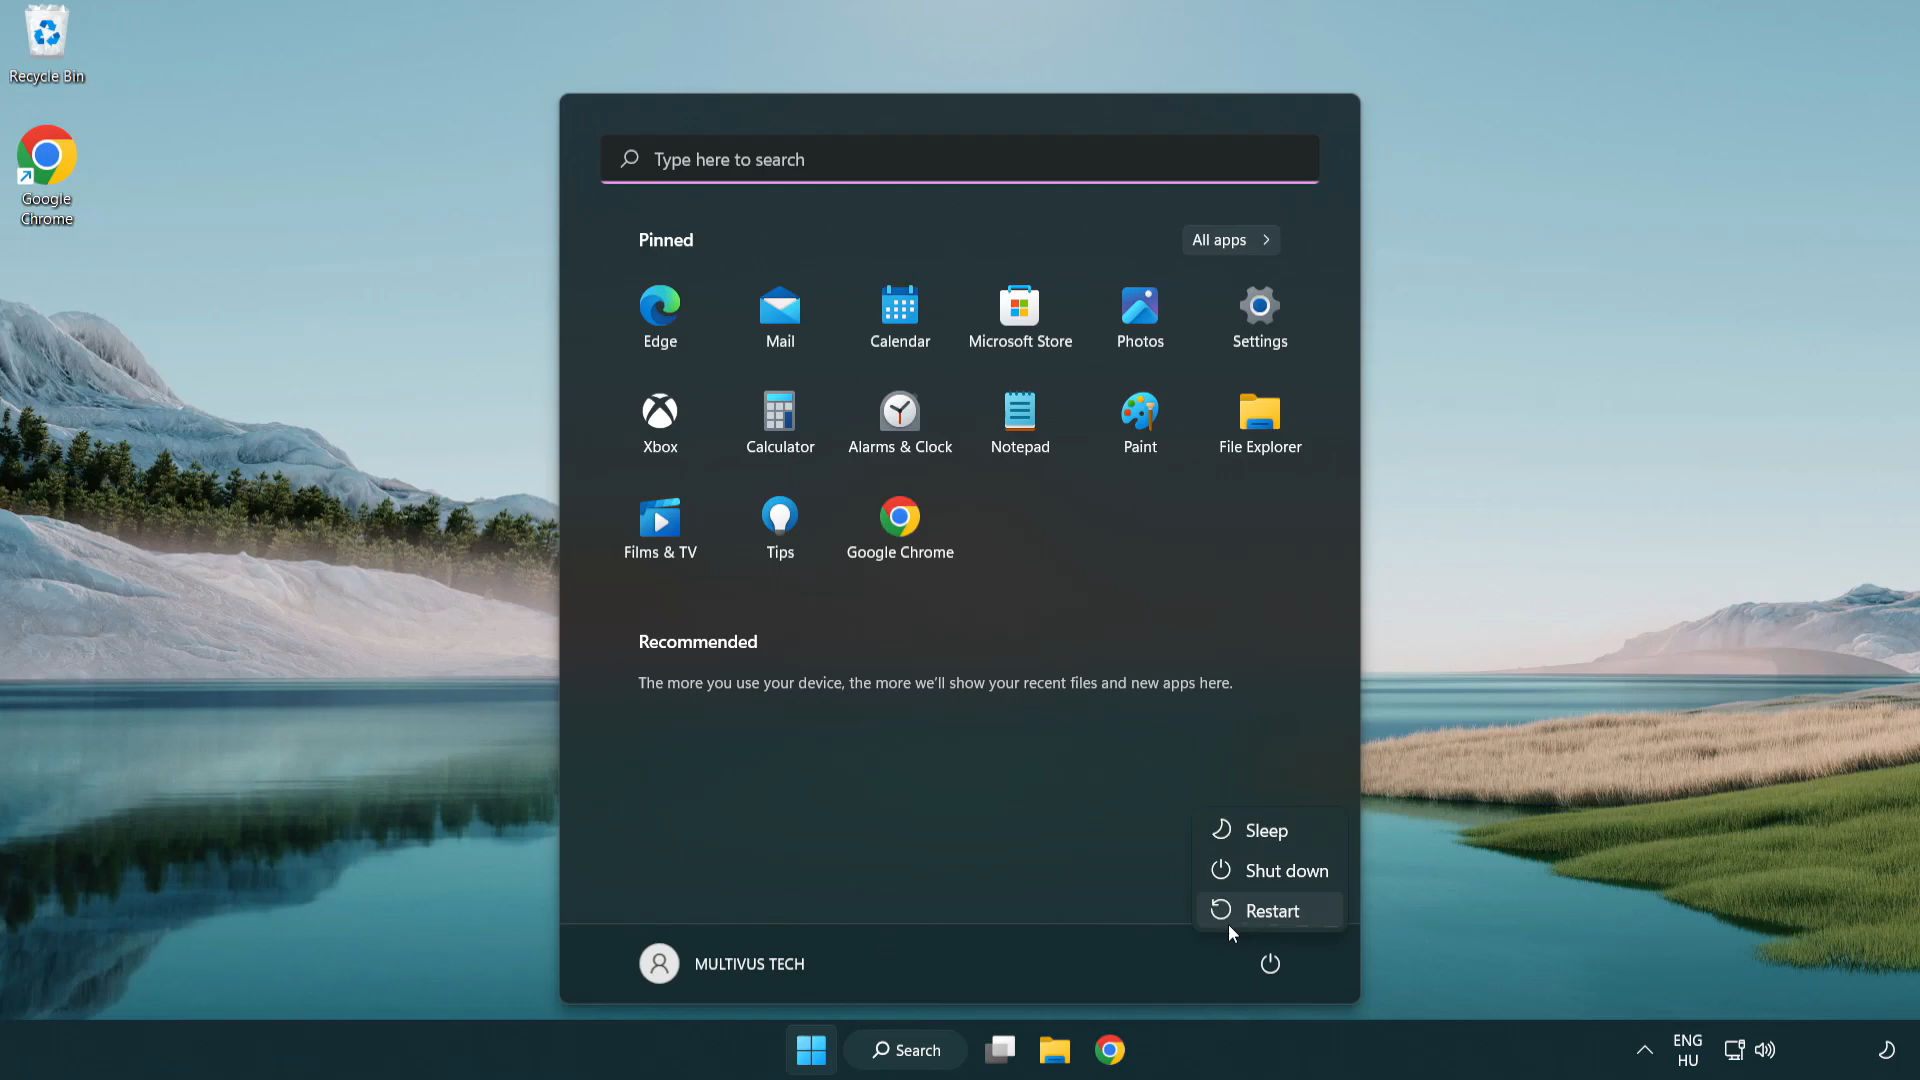 Recycle Bin
Google
Chrome
Type here to search
Pinned
All apps
Edge
Mail
Calendar
Microsoft Store
Photos
Settings
Xbox
Calculator
Alarms & Clock
Notepad
Paint
File Explorer
Films & TV
Tips
Google Chrome
Recommended
The more you use your device, the more we'll show your recent files and new apps here.
Sleep
Shut down
Restart
MULTIVUS TECH
Search
ENG
HU